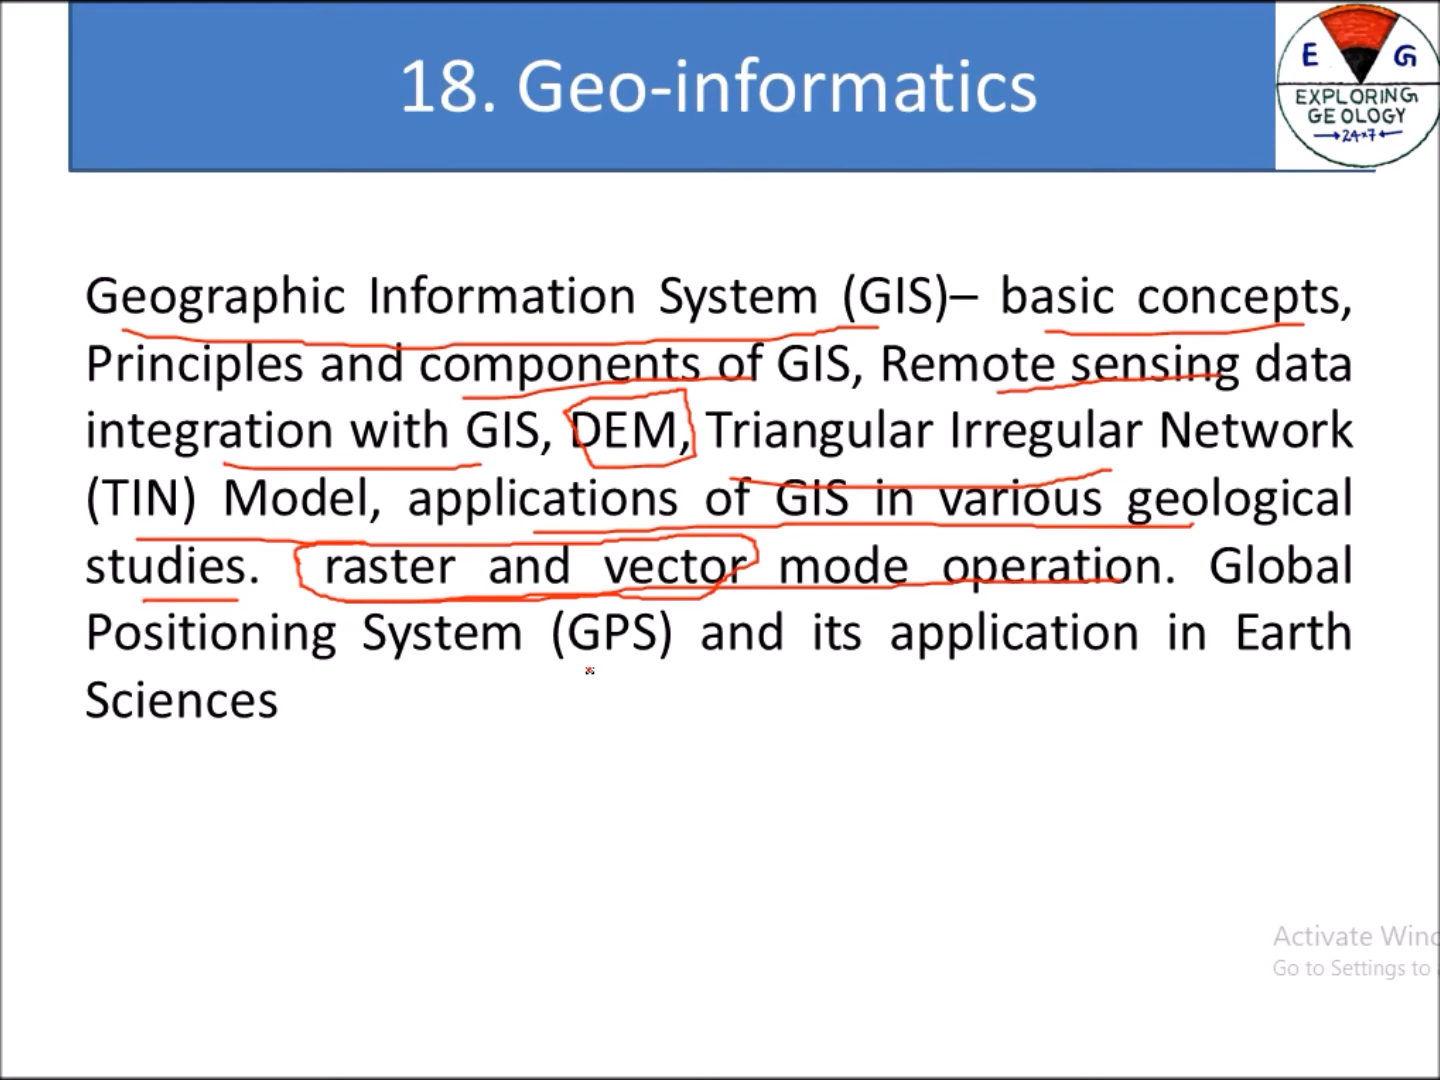 18. Geo-informatics
E G
EXPLORING
GEOLOGY
24x7
Geographic Information System (GIS)– basic concepts,
Principles and components of GIS, Remote sensing data
integration with GIS, DEM, Triangular Irregular Network
(TIN) Model, applications of GIS in various geological
studies. raster and vector mode operation. Global
Positioning System (GPS) and its application in Earth
Sciences
Activate Wind
Go to Settings to